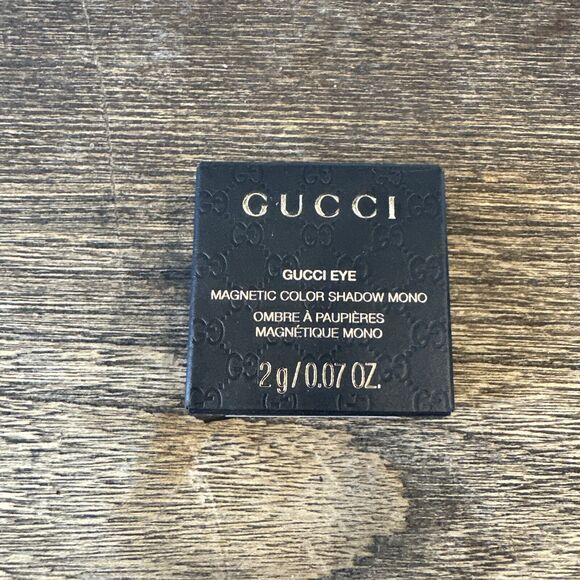 GUCCI
GUCCI EYE
MAGNETIC COLOR SHADOW MONO
OMBRE À PAUPIÈRES
MAGNÉTIQUE MONO
2 g/0.07 OZ.